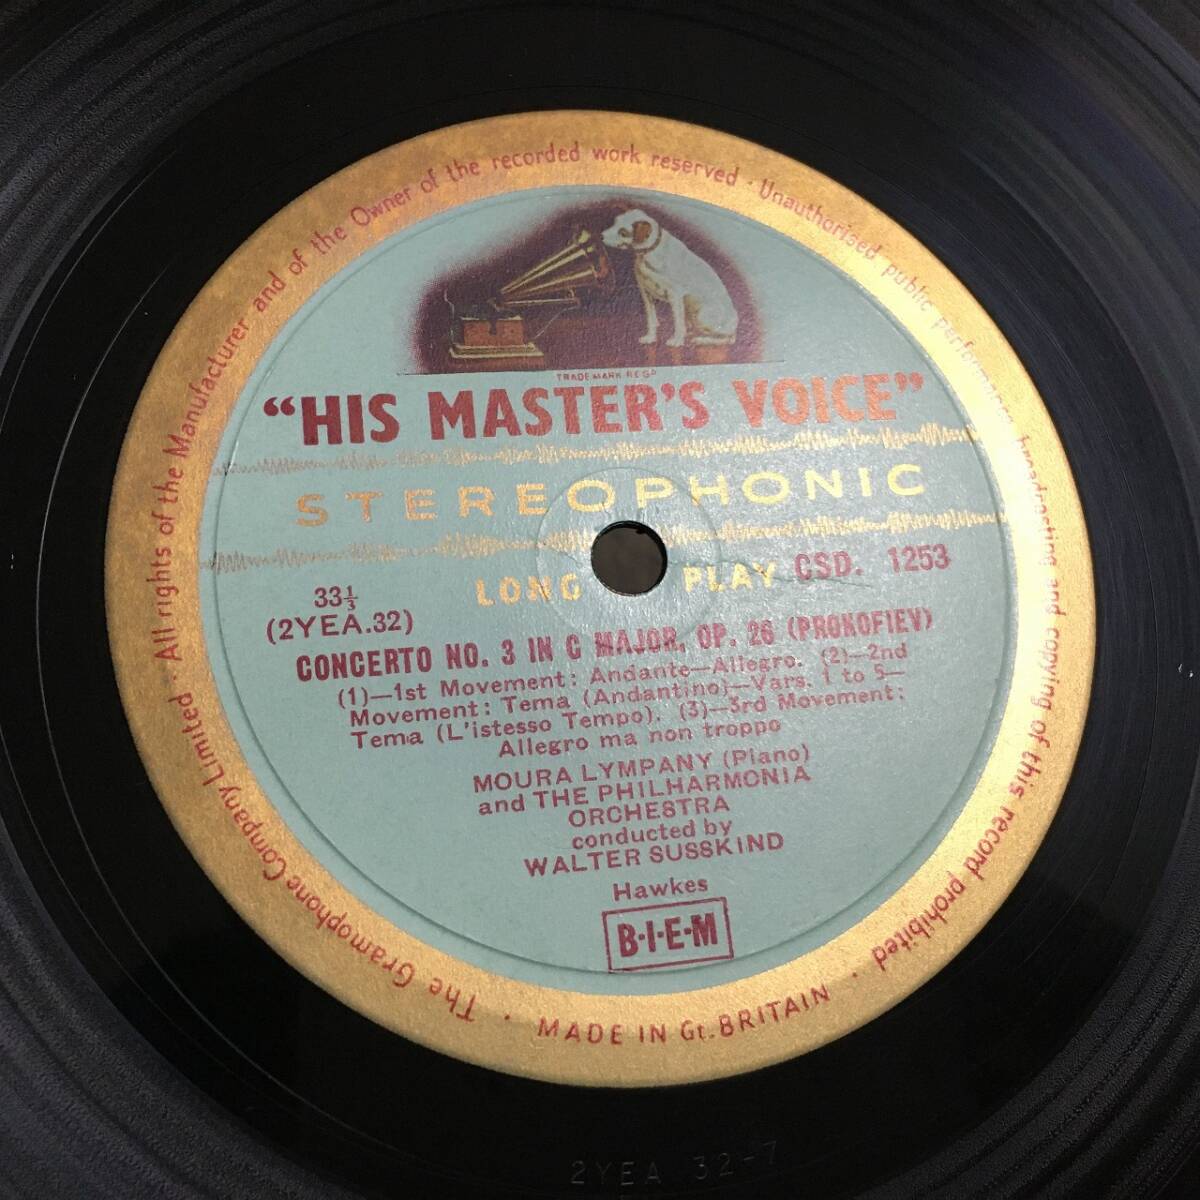 TRADE MARK REGD
"HIS MASTER'S VOICE"
STEREOPHONIC
LONG PLAY CSD. 1253
33⅓
(2YEA.32)
CONCERTO NO. 3 IN C MAJOR, OP. 26 (PROKOFIEV)
(1)—1st Movement: Andante—Allegro. (2)—2nd
Movement: Tema (Andantino)—Vars. 1 to 5—
Tema (L'istesso Tempo). (3)—3rd Movement:
Allegro ma non troppo
MOURA LYMPANY (Piano)
and THE PHILHARMONIA
ORCHESTRA
conducted by
WALTER SUSSKIND
Hawkes
B·I·E·M
The Gramophone Company Limited · All rights of the Manufacturer and of the Owner of the recorded work reserved · Unauthorised public performance broadcasting and copying of this record prohibited ·
· MADE IN Gt. BRITAIN
2YEA 32-7